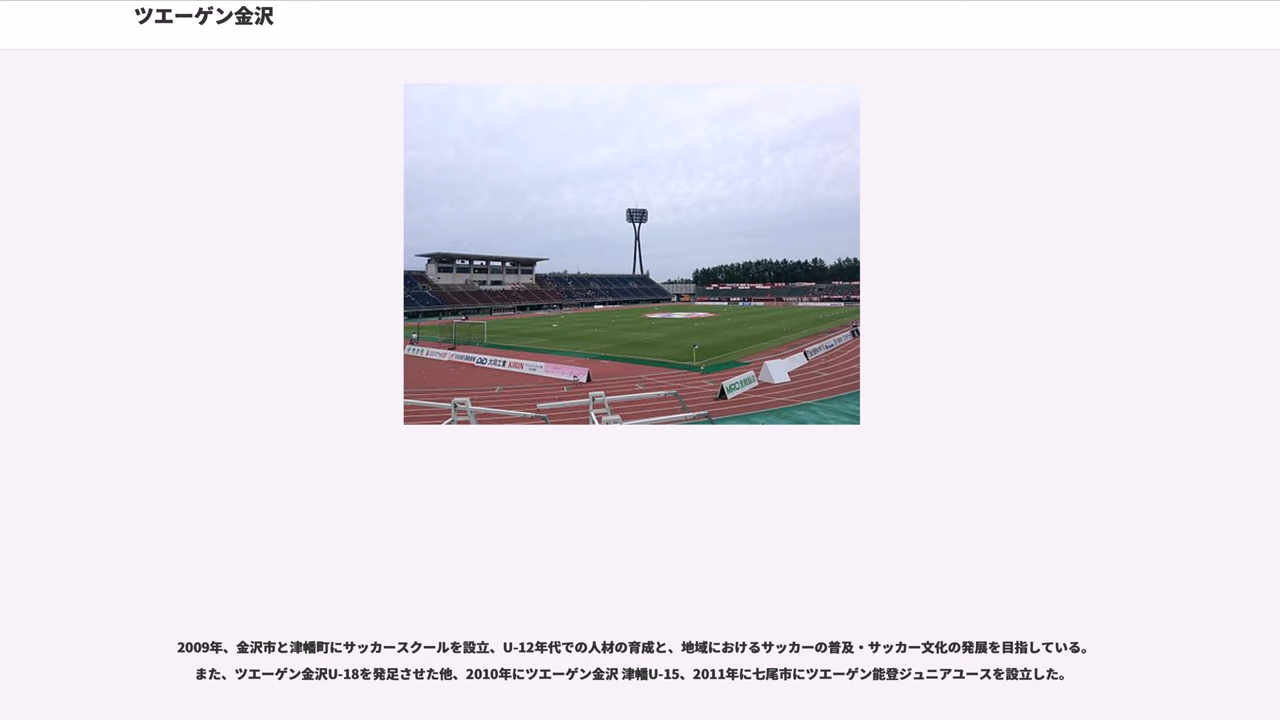 ツエーゲン金沢
大同工業 KIRIN
MRO
2009年、金沢市と津幡町にサッカースクールを設立、U-12年代での人材の育成と、地域におけるサッカーの普及・サッカー文化の発展を目指している。
また、ツエーゲン金沢U-18を発足させた他、2010年にツエーゲン金沢 津幡U-15、2011年に七尾市にツエーゲン能登ジュニアユースを設立した。